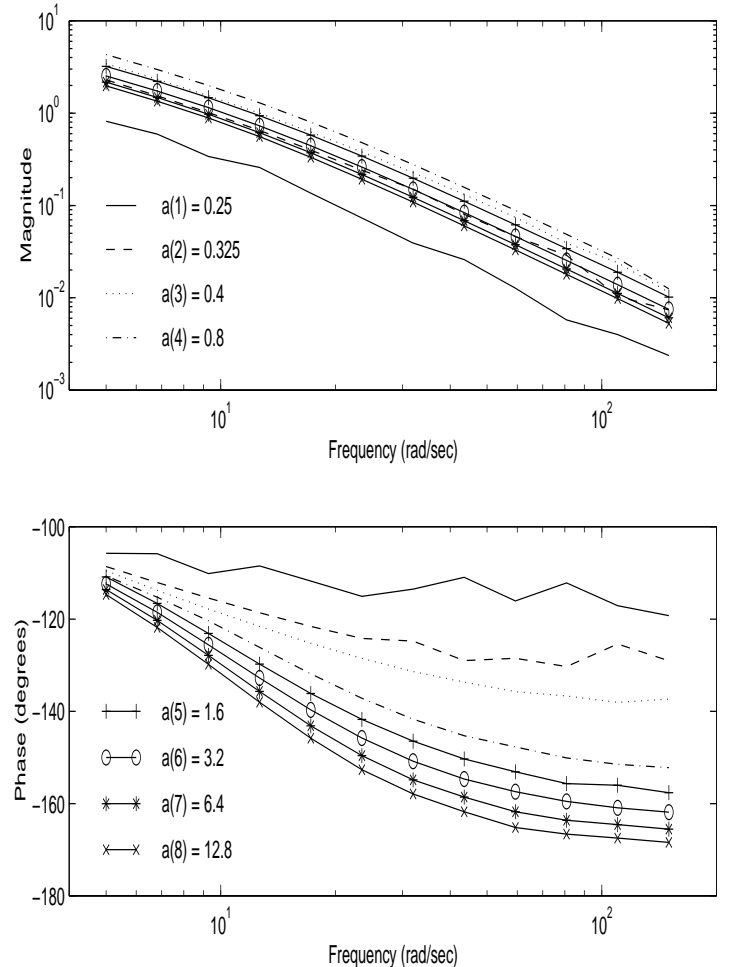 10^1
10^0
10^-1
10^-2
10^-3
Magnitude
a(1) = 0.25
a(2) = 0.325
a(3) = 0.4
a(4) = 0.8
10^1
10^2
Frequency (rad/sec)
-100
-120
-140
-160
-180
Phase (degrees)
a(5) = 1.6
a(6) = 3.2
a(7) = 6.4
a(8) = 12.8
10^1
10^2
Frequency (rad/sec)